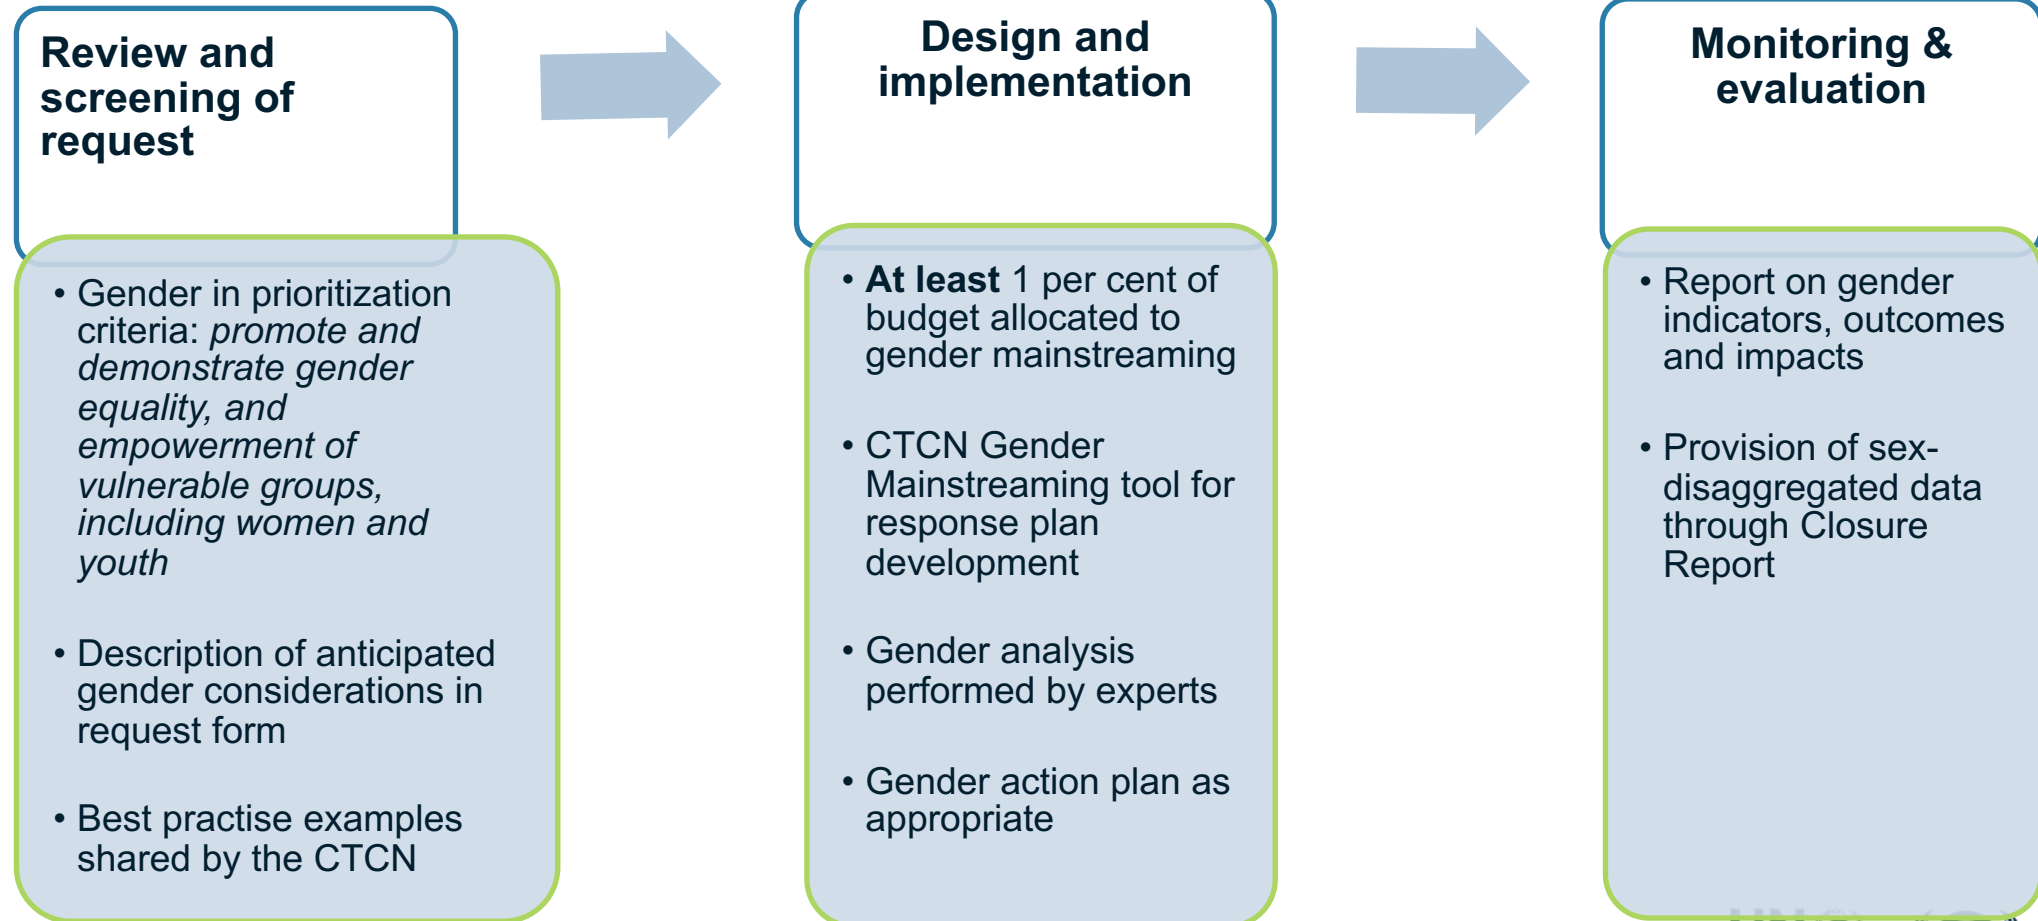 Review and
screening of
request
• Gender in prioritization
criteria: promote and
demonstrate gender
equality, and
empowerment of
vulnerable groups,
including women and
youth
• Description of anticipated
gender considerations in
request form
• Best practise examples
shared by the CTCN
Design and
implementation
• At least 1 per cent of
budget allocated to
gender mainstreaming
• CTCN Gender
Mainstreaming tool for
response plan
development
• Gender analysis
performed by experts
• Gender action plan as
appropriate
Monitoring &
evaluation
• Report on gender
indicators, outcomes
and impacts
• Provision of sex-
disaggregated data
through Closure
Report